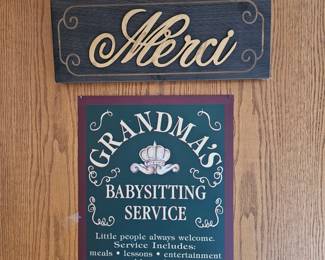 Merci
GRANDMA'S
BABYSITTING
SERVICE
Little people always welcome.
Service Includes:
meals • lessons • entertainment